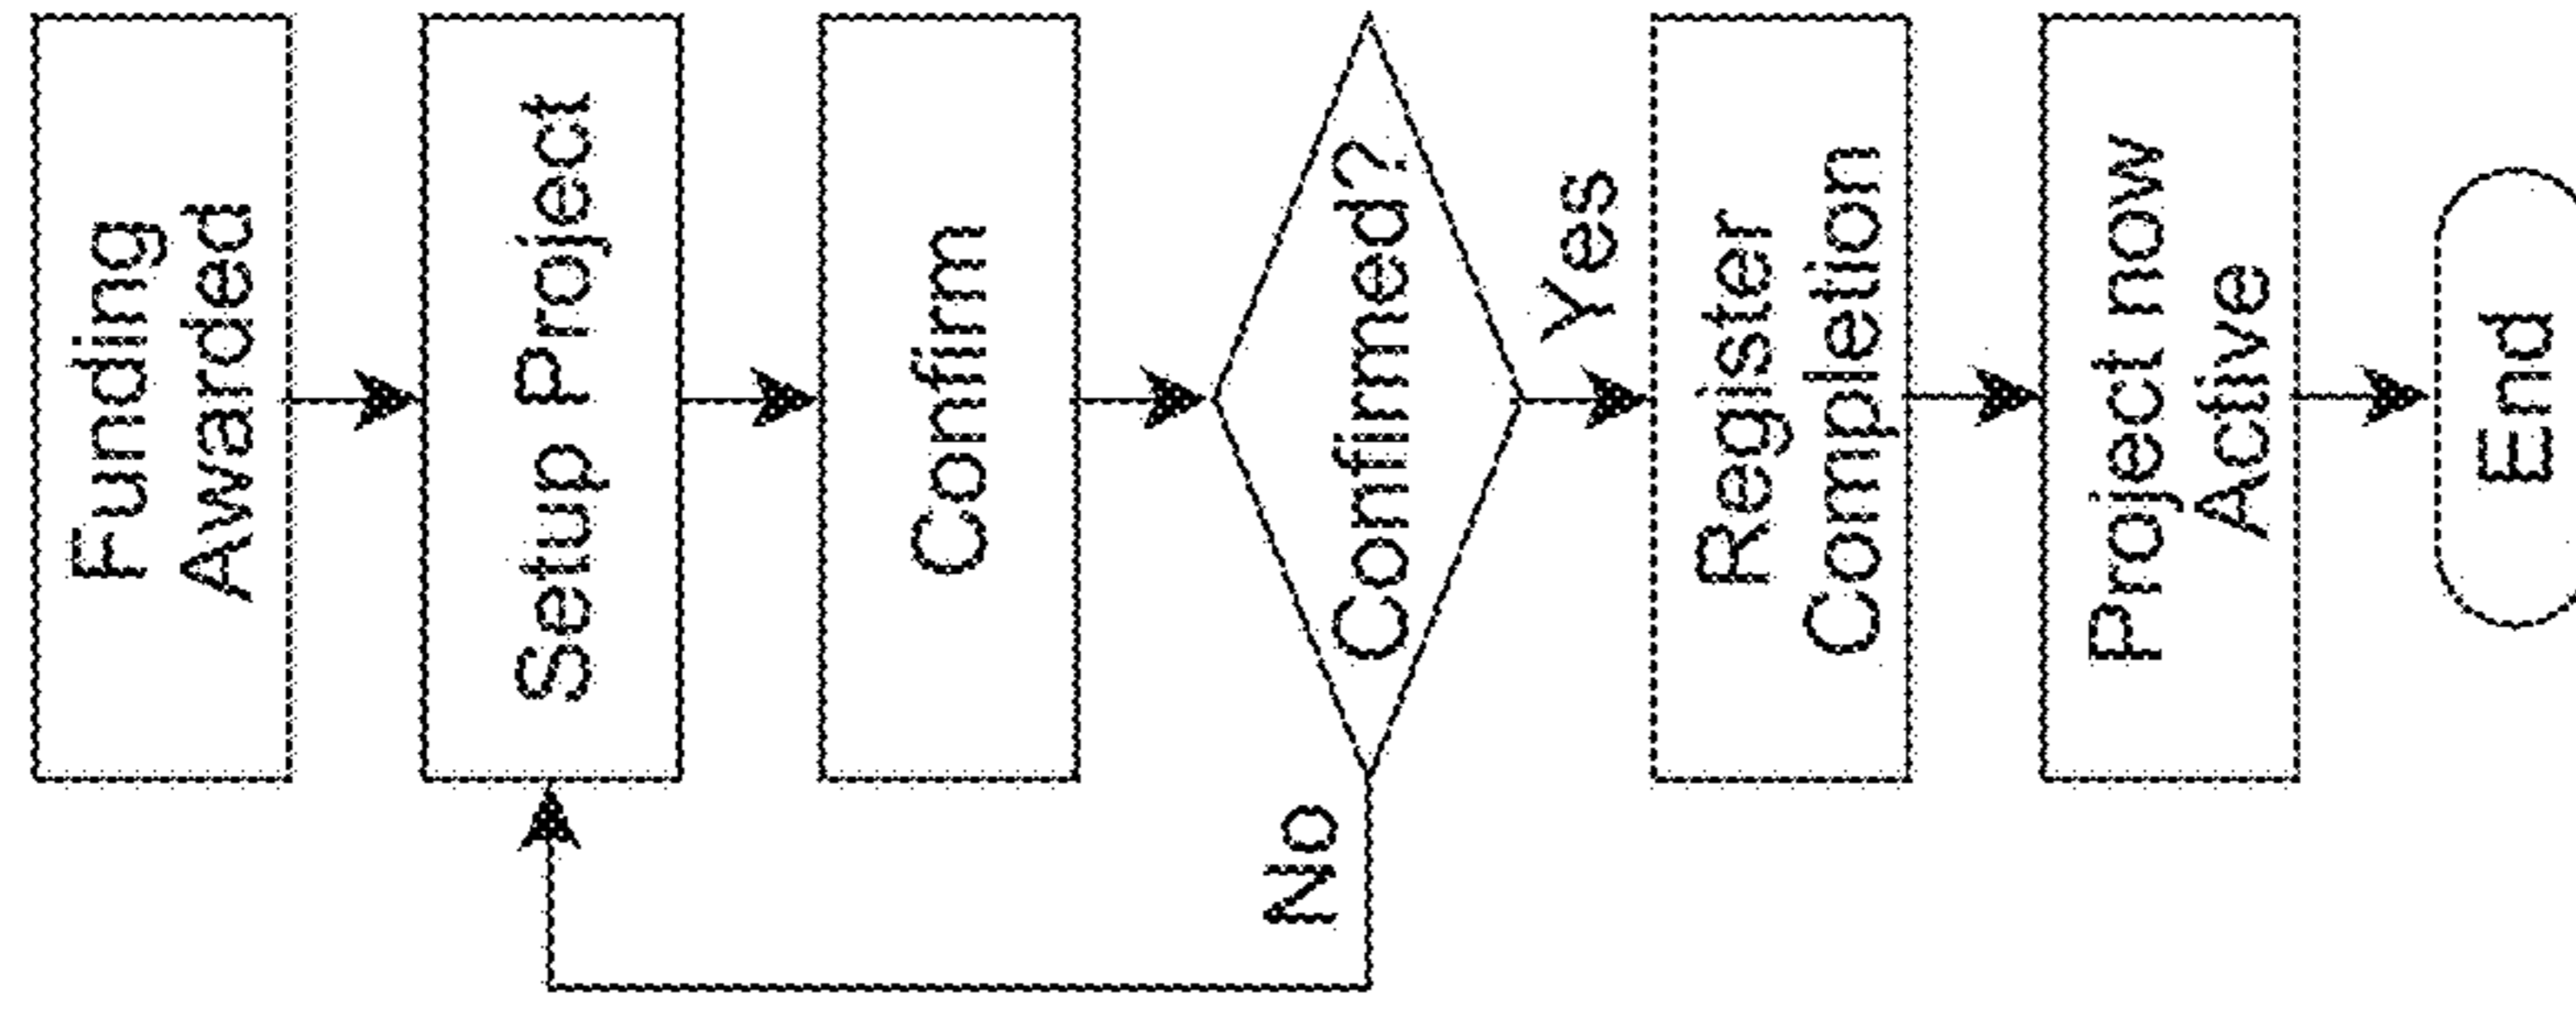 Funding
Awarded
Setup Project
Confirm
Confirmed?
No
Yes
Register
Completion
Project now
Active
End